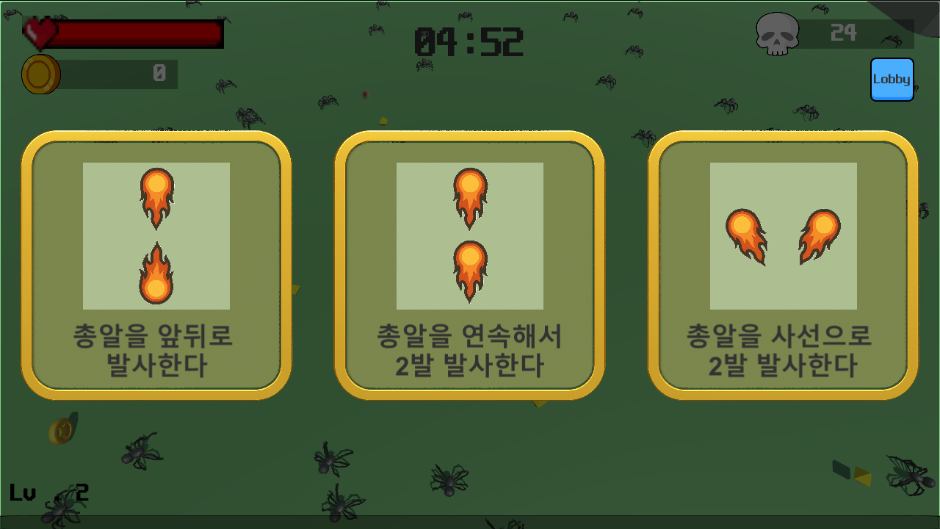 04:52
24
0
Lobby
총알을 앞뒤로
발사한다
총알을 연속해서
2발 발사한다
총알을 사선으로
2발 발사한다
Lv . 2